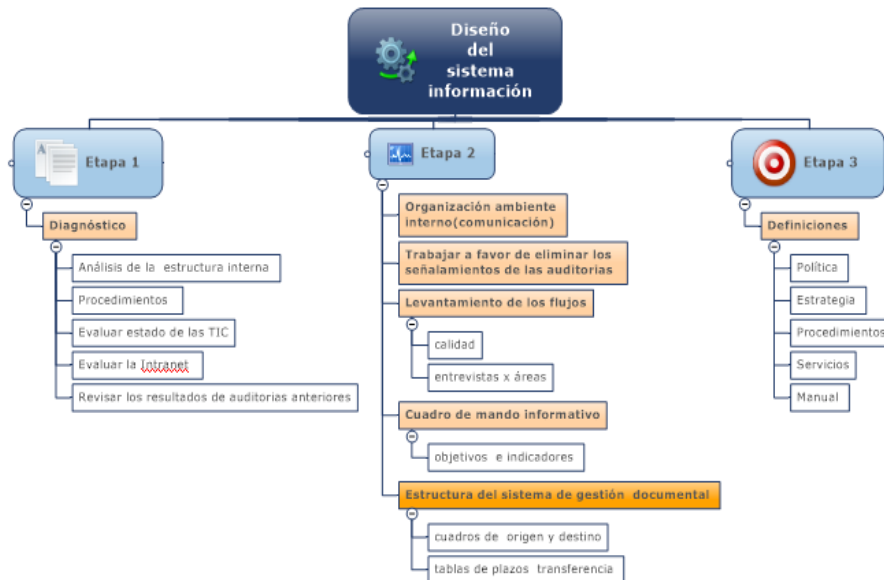 Diseño
del
sistema
información
Etapa 1
Diagnóstico
Análisis de la estructura interna
Procedimientos
Evaluar estado de las TIC
Evaluar la Intranet
Revisar los resultados de auditorias anteriores
Etapa 2
Organización ambiente
interno(comunicación)
Trabajar a favor de eliminar los
señalamientos de las auditorias
Levantamiento de los flujos
calidad
entrevistas x áreas
Cuadro de mando informativo
objetivos e indicadores
Estructura del sistema de gestión documental
cuadros de origen y destino
tablas de plazos transferencia
Etapa 3
Definiciones
Política
Estrategia
Procedimientos
Servicios
Manual